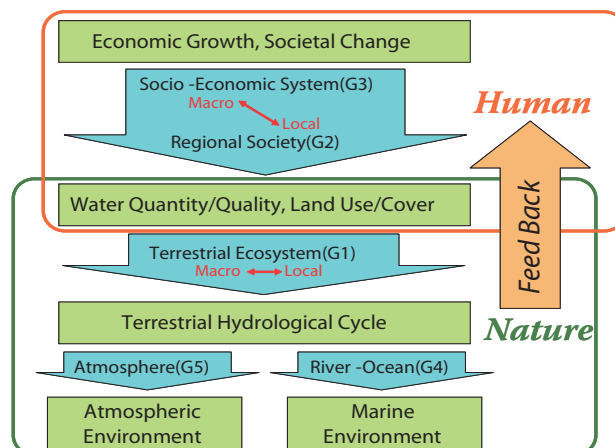 Economic Growth, Societal Change
Socio -Economic System(G3)
Macro
Local
Regional Society(G2)
Human
Water Quantity/Quality, Land Use/Cover
Terrestrial Ecosystem(G1)
Macro
Local
Feed Back
Terrestrial Hydrological Cycle
Nature
Atmosphere(G5)
River -Ocean(G4)
Atmospheric
Environment
Marine
Environment